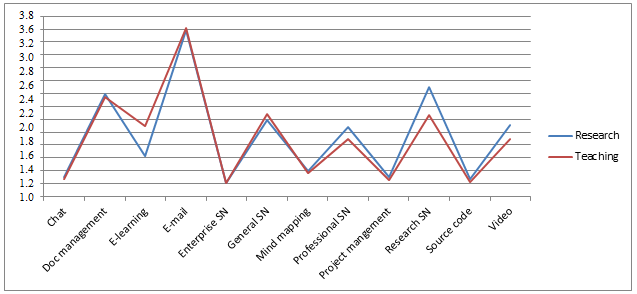 3.8
3.6
3.4
3.2
3.0
2.8
2.6
2.4
2.2
2.0
1.8
1.6
1.4
1.2
1.0
Chat
Doc management
E-learning
E-mail
Enterprise SN
General SN
Mind mapping
Professional SN
Project mangement
Research SN
Source code
Video
Research
Teaching